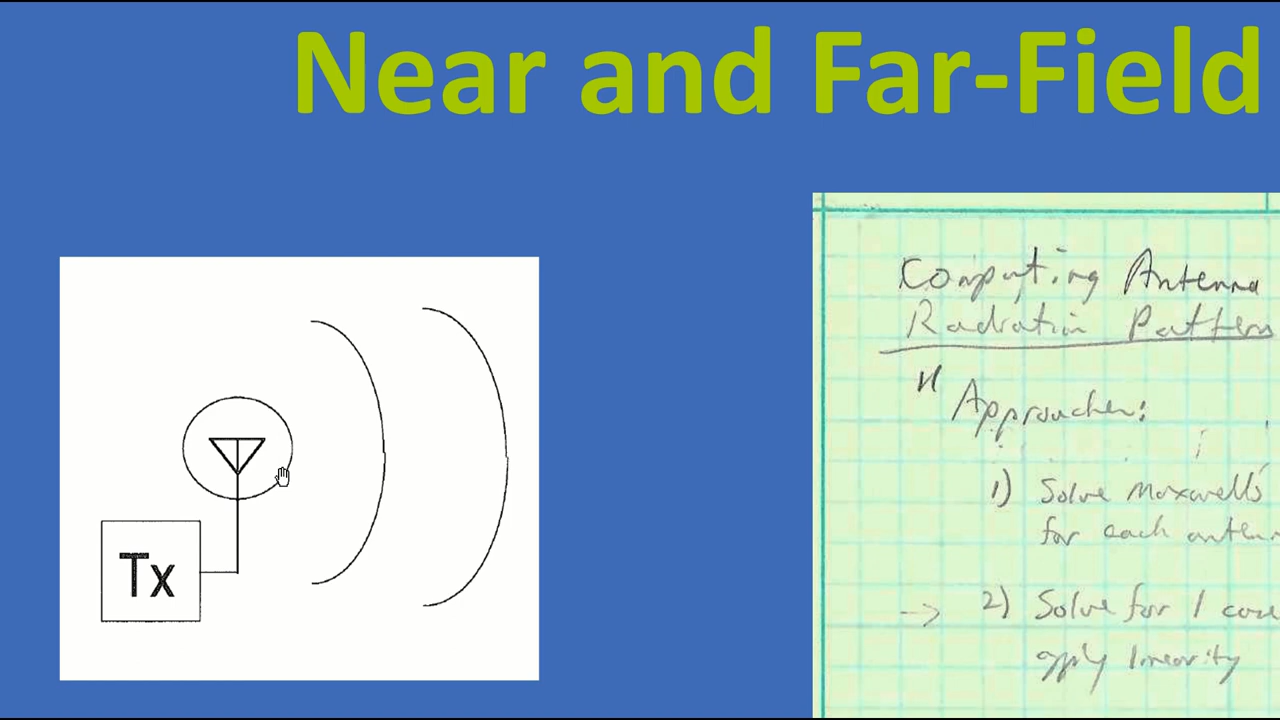 Near and Far-Field
Tx
Computing Antenna
Radiation Pattern
Approaches:
1) Solve Maxwell's
for each
-> 2) Solve for 1
apply linearity